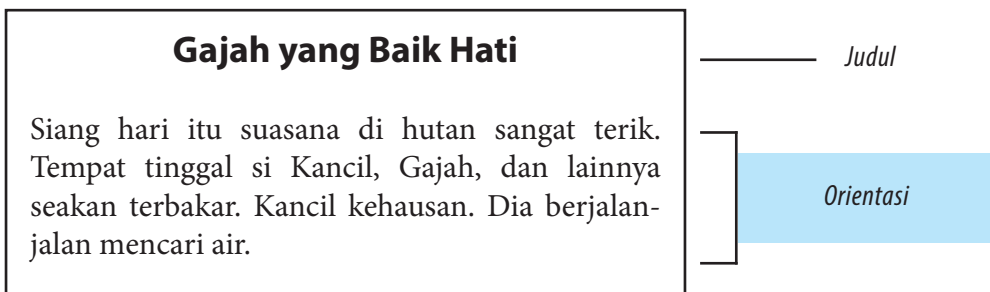 Gajah yang Baik Hati
Judul
Siang hari itu suasana di hutan sangat terik.
Tempat tinggal si Kancil, Gajah, dan lainnya
seakan terbakar. Kancil kehausan. Dia berjalan-
jalan mencari air.
Orientasi